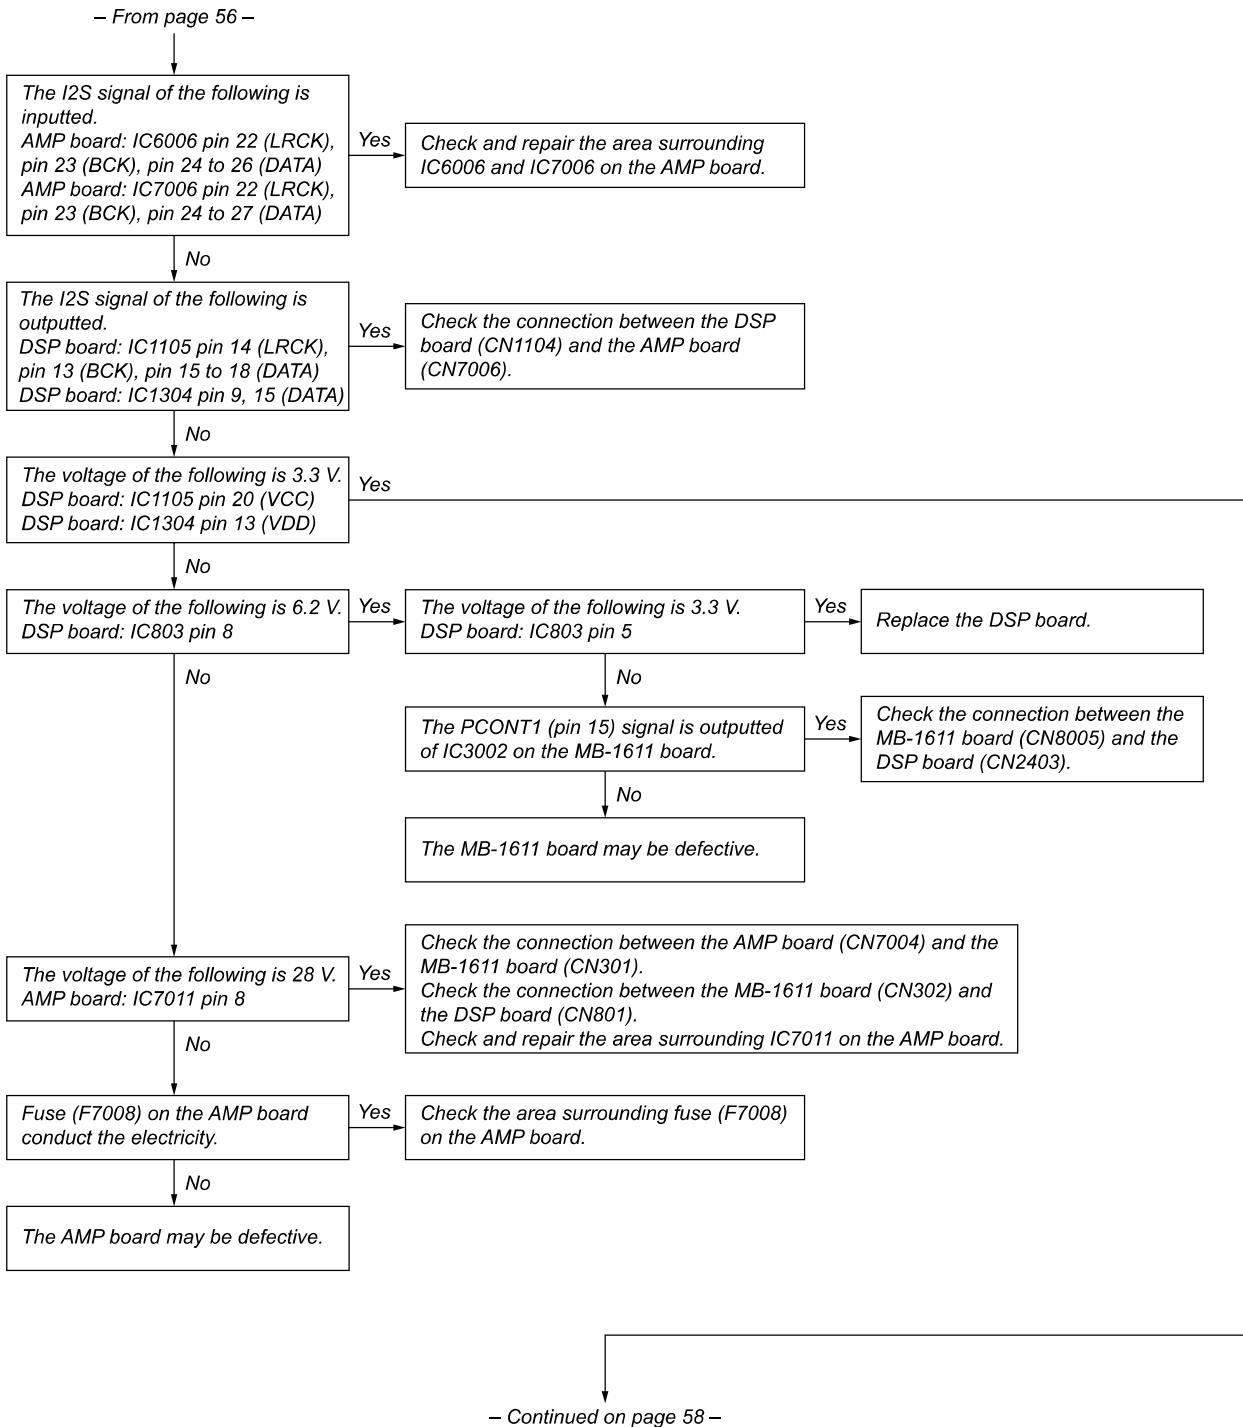 – From page 56 –
The I2S signal of the following is
inputted.
AMP board: IC6006 pin 22 (LRCK),
pin 23 (BCK), pin 24 to 26 (DATA)
AMP board: IC7006 pin 22 (LRCK),
pin 23 (BCK), pin 24 to 27 (DATA)
Yes
Check and repair the area surrounding
IC6006 and IC7006 on the AMP board.
No
The I2S signal of the following is
outputted.
DSP board: IC1105 pin 14 (LRCK),
pin 13 (BCK), pin 15 to 18 (DATA)
DSP board: IC1304 pin 9, 15 (DATA)
Yes
Check the connection between the DSP
board (CN1104) and the AMP board
(CN7006).
No
The voltage of the following is 3.3 V.
DSP board: IC1105 pin 20 (VCC)
DSP board: IC1304 pin 13 (VDD)
Yes
No
The voltage of the following is 6.2 V.
DSP board: IC803 pin 8
Yes
The voltage of the following is 3.3 V.
DSP board: IC803 pin 5
Yes
Replace the DSP board.
No
No
The PCONT1 (pin 15) signal is outputted
of IC3002 on the MB-1611 board.
Yes
Check the connection between the
MB-1611 board (CN8005) and the
DSP board (CN2403).
No
The MB-1611 board may be defective.
The voltage of the following is 28 V.
AMP board: IC7011 pin 8
Yes
Check the connection between the AMP board (CN7004) and the
MB-1611 board (CN301).
Check the connection between the MB-1611 board (CN302) and
the DSP board (CN801).
Check and repair the area surrounding IC7011 on the AMP board.
No
Fuse (F7008) on the AMP board
conduct the electricity.
Yes
Check the area surrounding fuse (F7008)
on the AMP board.
No
The AMP board may be defective.
– Continued on page 58 –